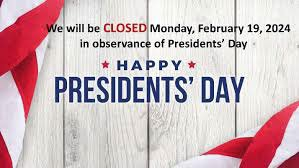 We will be CLOSED Monday, February 19, 2024
in observance of Presidents' Day
HAPPY
PRESIDENTS' DAY